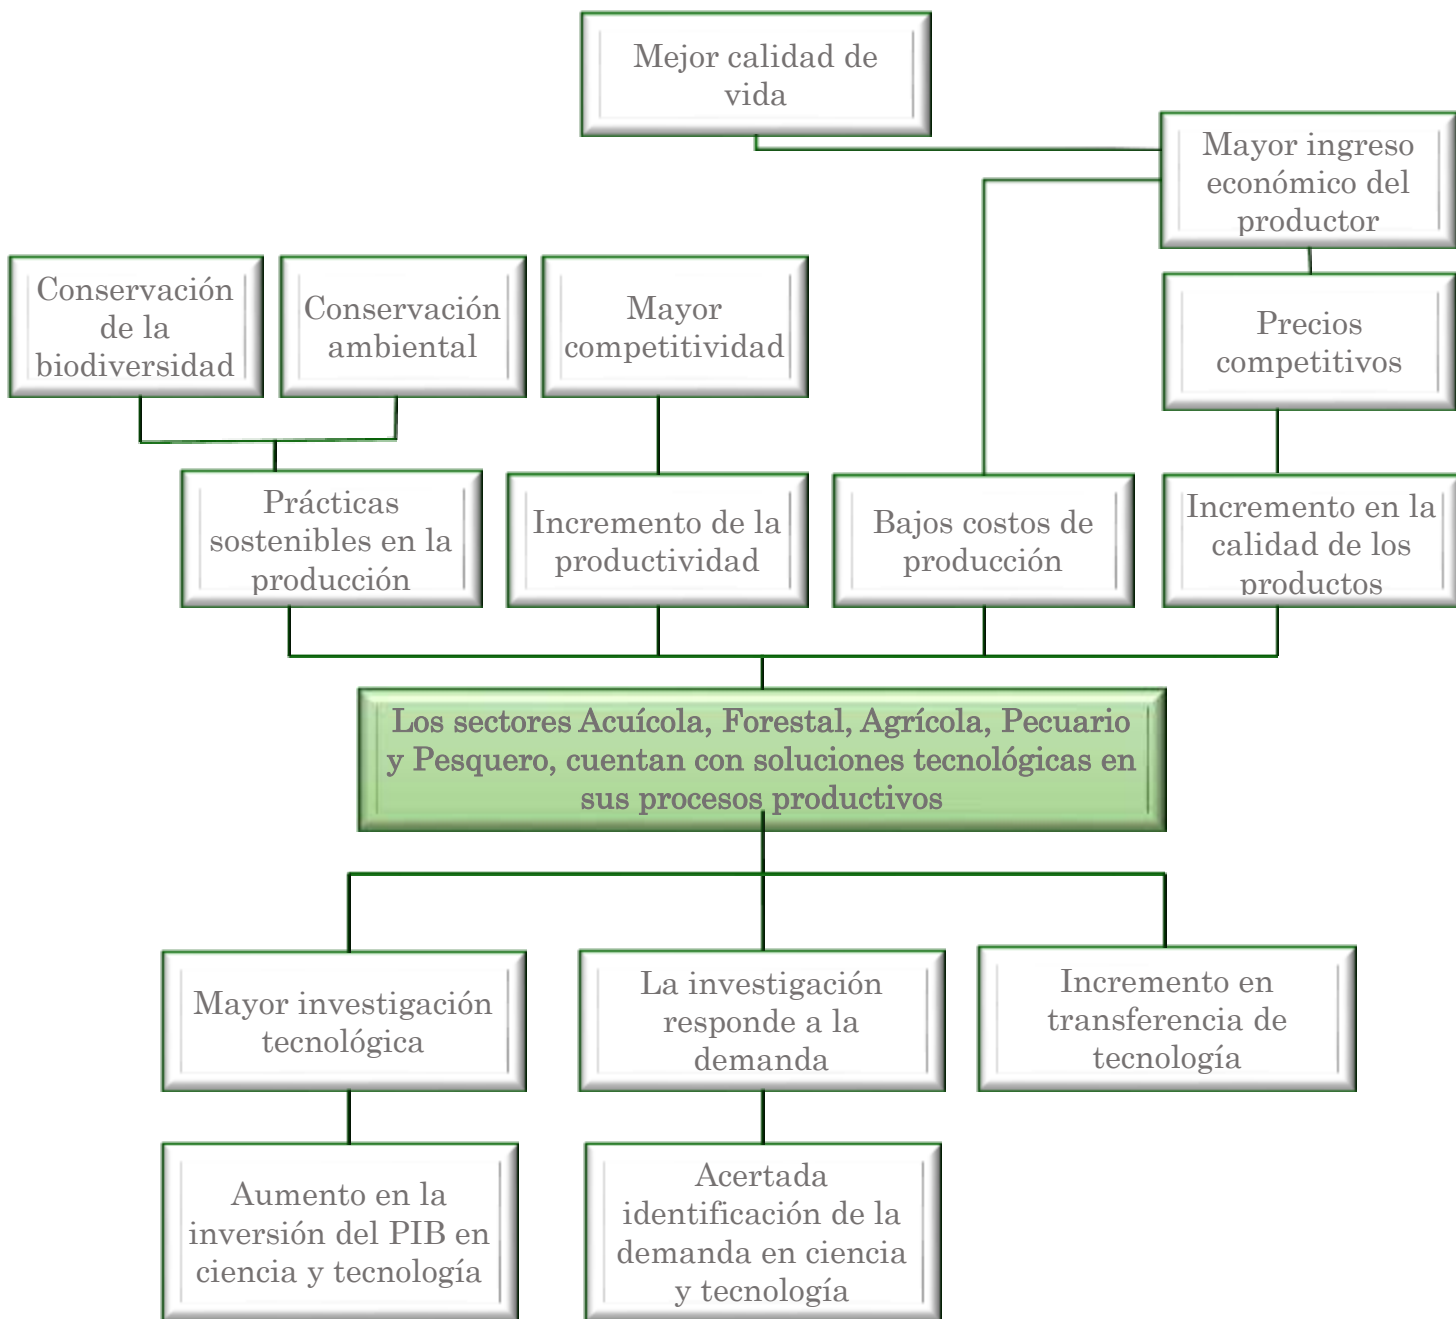 Mejor calidad de
vida
Mayor ingreso
económico del
productor
Conservación
de la
biodiversidad
Conservación
ambiental
Mayor
competitividad
Precios
competitivos
Prácticas
sostenibles en la
producción
Incremento de la
productividad
Bajos costos de
producción
Incremento en la
calidad de los
productos
Los sectores Acuícola, Forestal, Agrícola, Pecuario
y Pesquero, cuentan con soluciones tecnológicas en
sus procesos productivos
Mayor investigación
tecnológica
La investigación
responde a la
demanda
Incremento en
transferencia de
tecnología
Aumento en la
inversión del PIB en
ciencia y tecnología
Acertada
identificación de la
demanda en ciencia
y tecnología